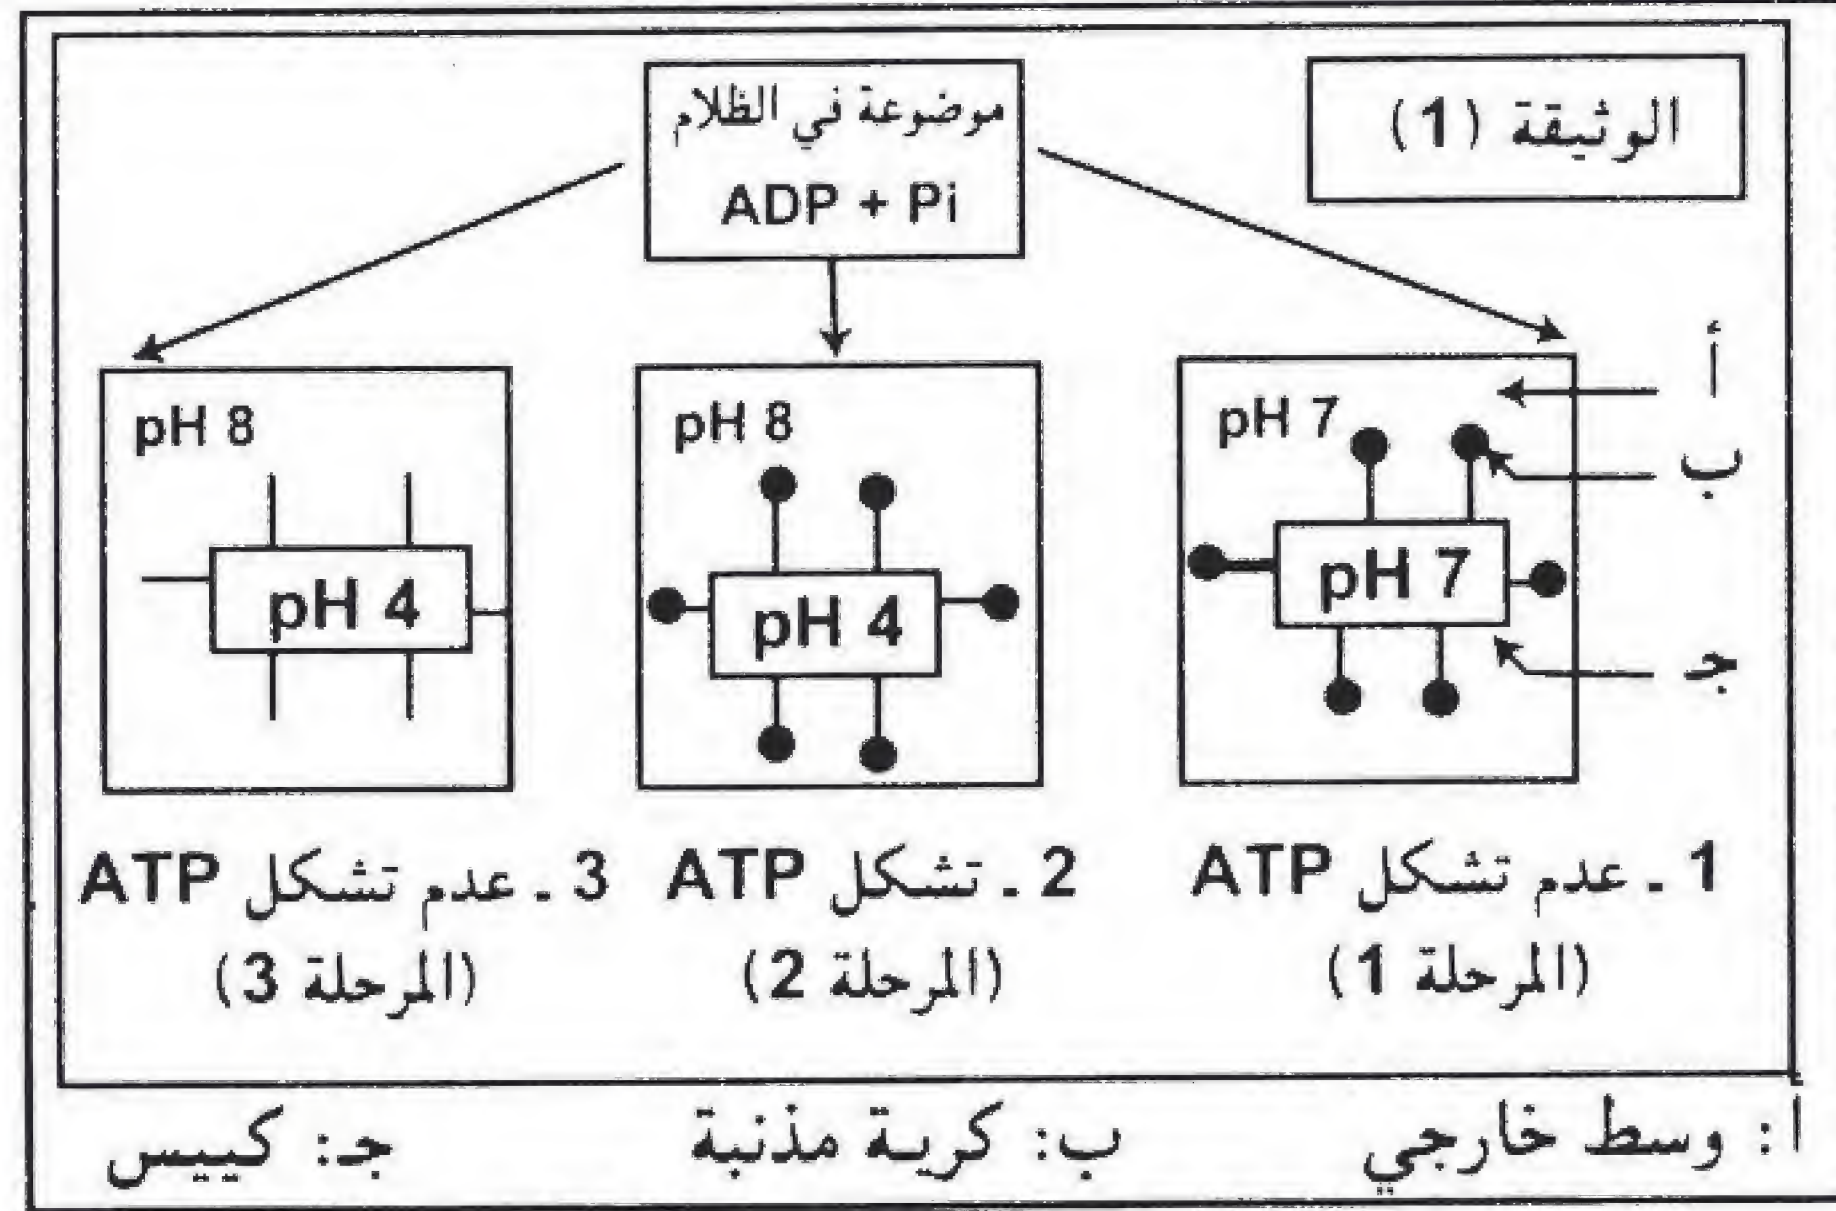 الوثيقة (1)
موضوعة في الظلام
ADP + Pi
أ
ب
جـ
pH 7
pH 7
pH 8
pH 4
pH 8
pH 4
1 ـ عدم تشكل ATP
(المرحلة 1)
2 ـ تشكل ATP
(المرحلة 2)
3 ـ عدم تشكل ATP
(المرحلة 3)
ا: وسط خارجي
ب: كرية مذنبة
جـ: كييس